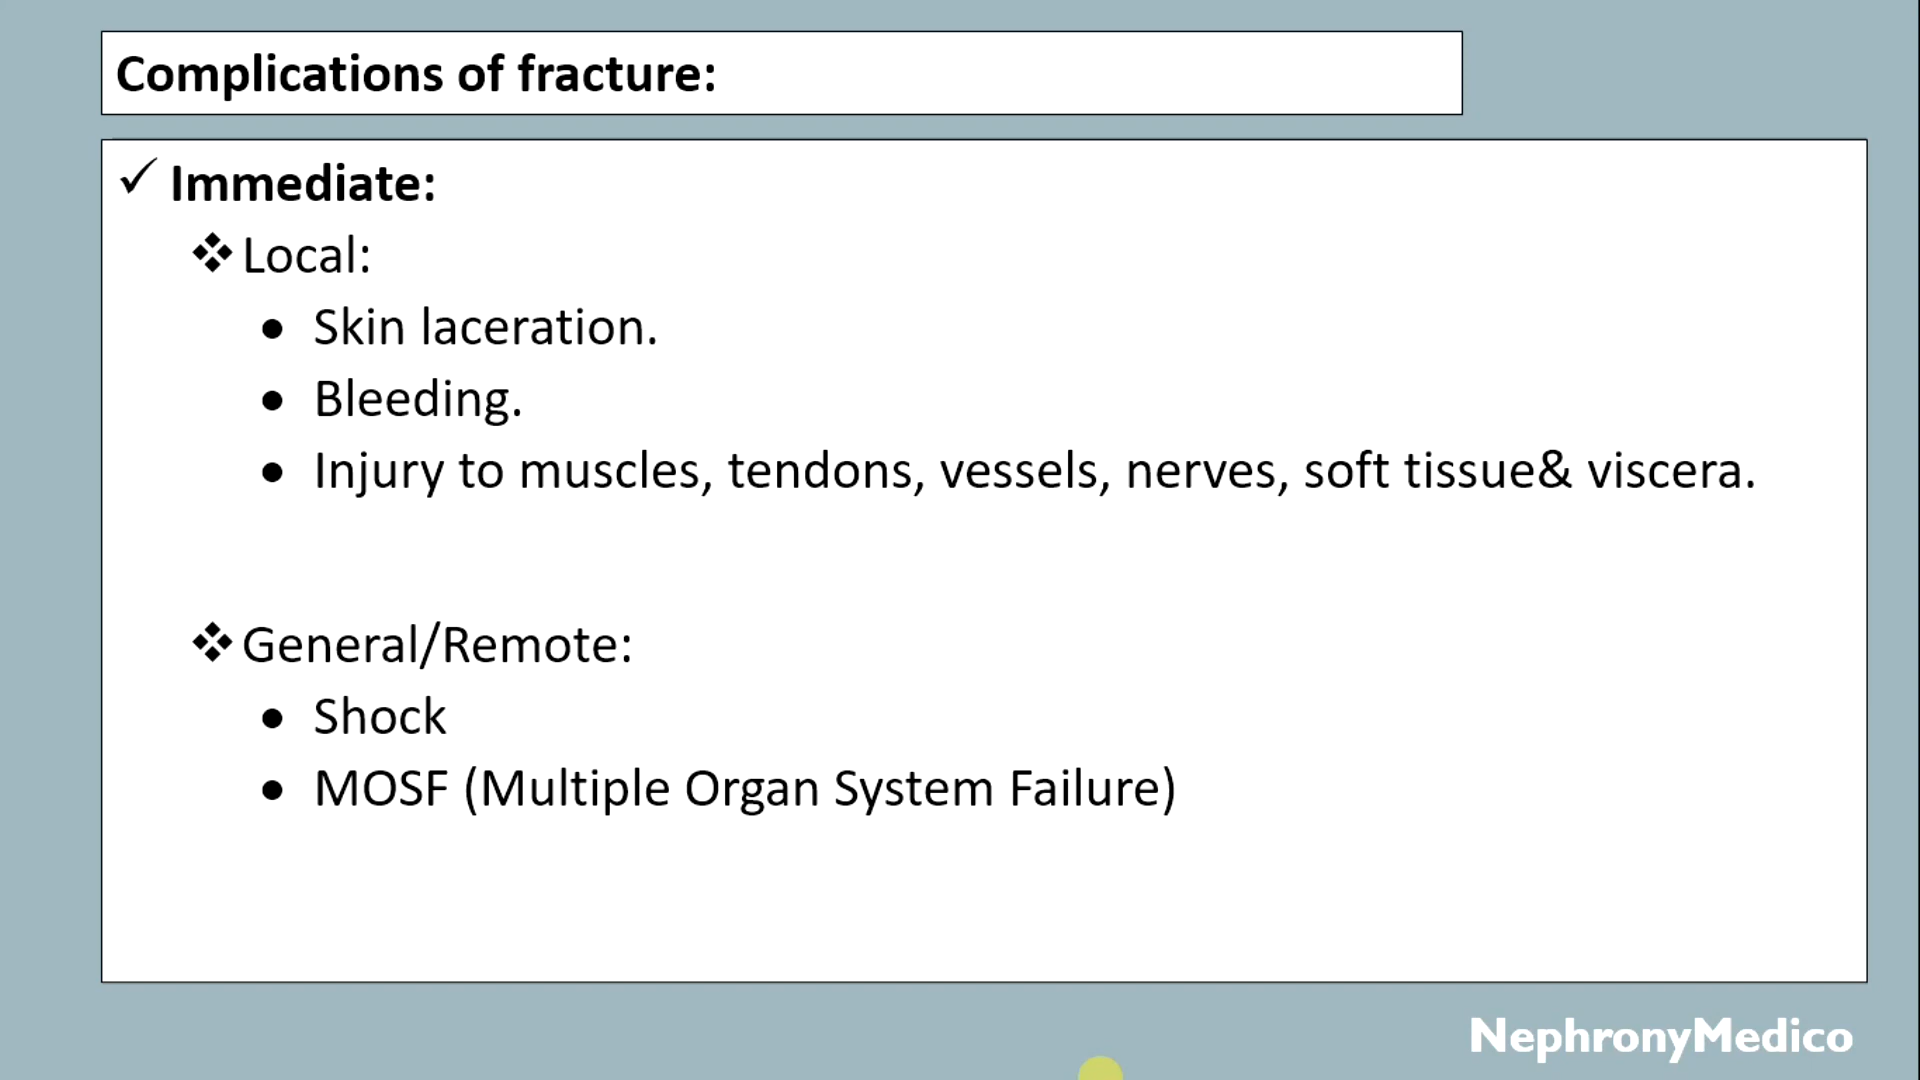 Complications of fracture:
✓ Immediate:
❖ Local:
• Skin laceration.
• Bleeding.
• Injury to muscles, tendons, vessels, nerves, soft tissue& viscera.
❖ General/Remote:
• Shock
• MOSF (Multiple Organ System Failure)
NephronyMedico